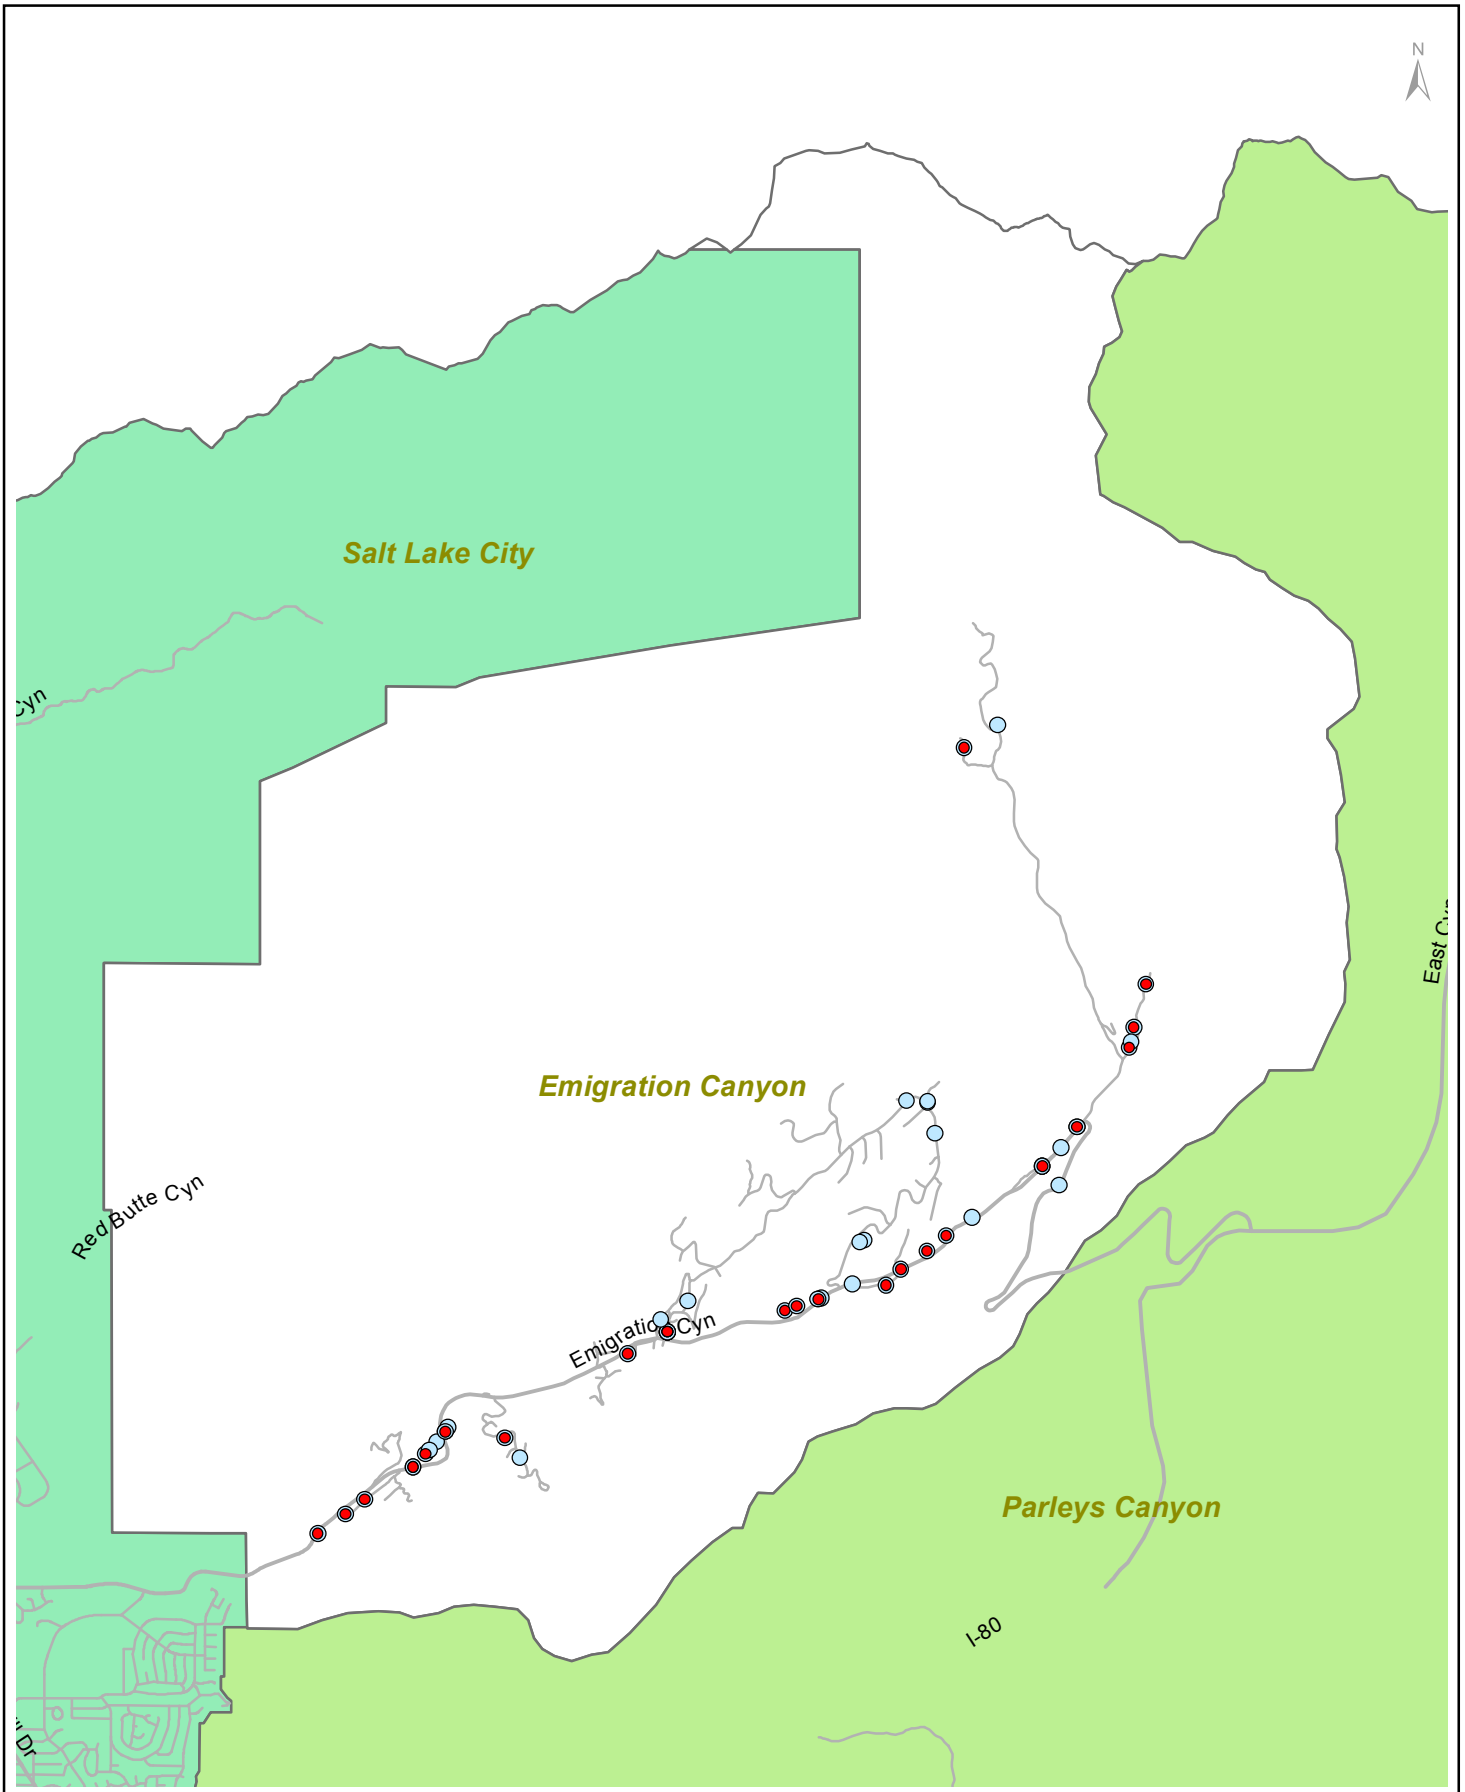 N
Salt Lake City
Cyn
East Cyn
Emigration Canyon
Red Butte Cyn
Emigration Cyn
Parleys Canyon
I-80
Dr